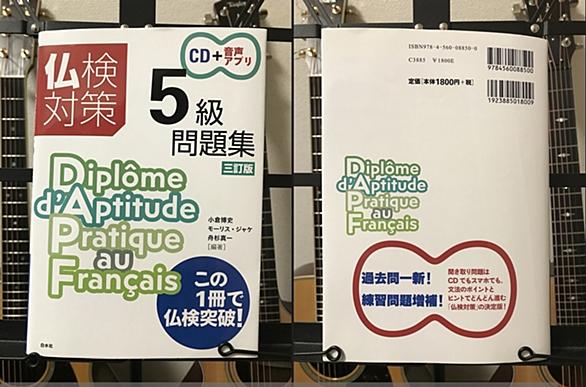 仏検
対策
CD+音声
アプリ
5級
問題集
三訂版
Diplôme
d'Aptitude
Pratique
au
Français
小倉博史
モーリス・ジャケ
舟杉真一
[編著]
この
1冊で
仏検突破!
白水社
ISBN978-4-560-08850-0
C3885 ¥1800E
定価[本体1800円+税]
9784560088500
1923885018009
Diplôme
d'Aptitude
Pratique
au
Français
過去問一新!
練習問題増補!
聞き取り問題は
CDでもスマホでも。
文法のポイントと
ヒントでどんどん進む
「仏検対策」の決定版!